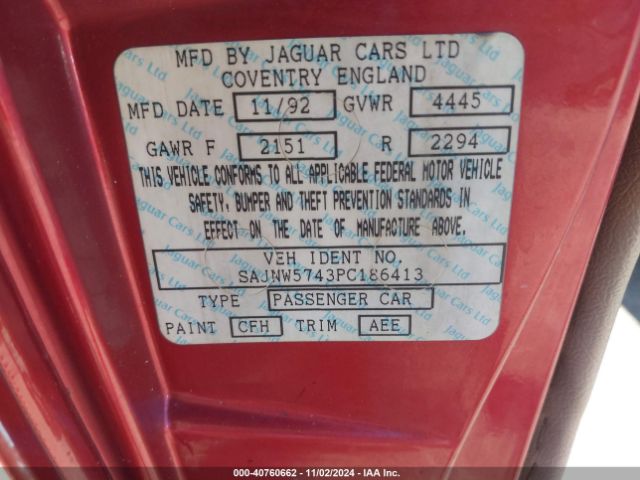 MFD BY JAGUAR CARS LTD
COVENTRY ENGLAND
MFD DATE 11/92 GVWR 4445
GAWR F 2151 R 2294
THIS VEHICLE CONFORMS TO ALL APPLICABLE FEDERAL MOTOR VEHICLE
SAFETY, BUMPER AND THEFT PREVENTION STANDARDS IN
EFFECT ON THE DATE OF MANUFACTURE ABOVE.
VEH IDENT NO.
SAJNW5743PC186413
TYPE PASSENGER CAR
PAINT CFH TRIM AEE
000-40760662 - 11/02/2024 - IAA Inc.